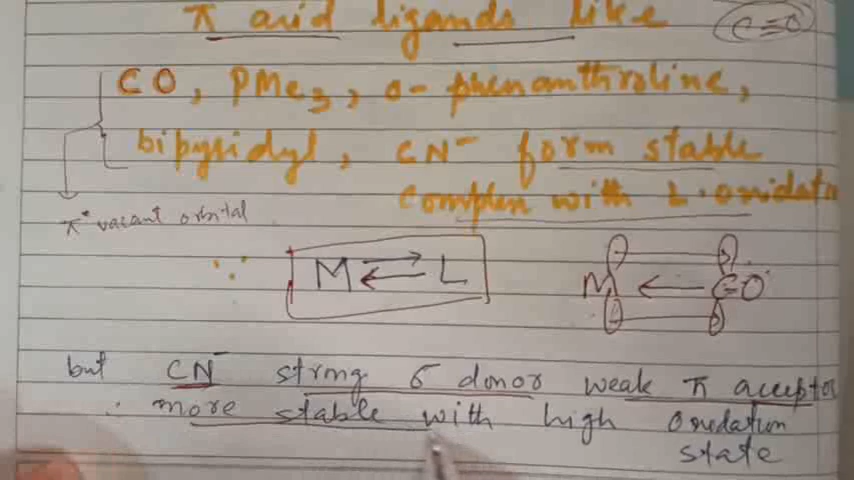 π acid ligands like
C≡O
CO, PMe3, o-phenanthroline,
bipyridyl, CN⁻ form stable
complex with L. oxidatn
π* vacant orbital
∵ M ⇄ L M ← CO
but CN⁻ strong σ donor weak π acceptor
∴ more stable with high oxidation
state